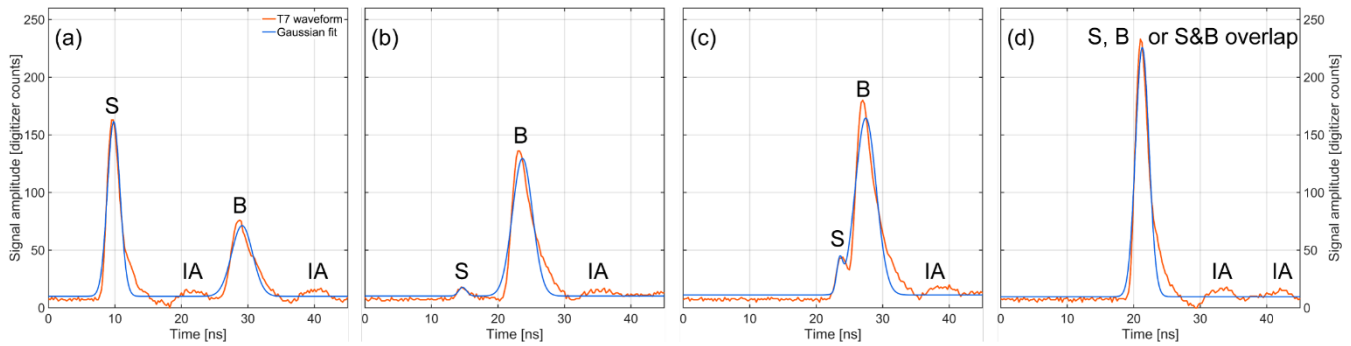 Signal amplitude [digitizer counts]
250
200
150
100
50
0
(a)
T7 waveform
Gaussian fit
S
B
IA
IA
0 10 20 30 40
Time [ns]
(b)
B
S
IA
0 10 20 30 40
Time [ns]
(c)
B
S
IA
0 10 20 30 40
Time [ns]
(d)
S, B or S&B overlap
IA
IA
0 10 20 30 40
Time [ns]
250
200
150
100
50
0
Signal amplitude [digitizer counts]